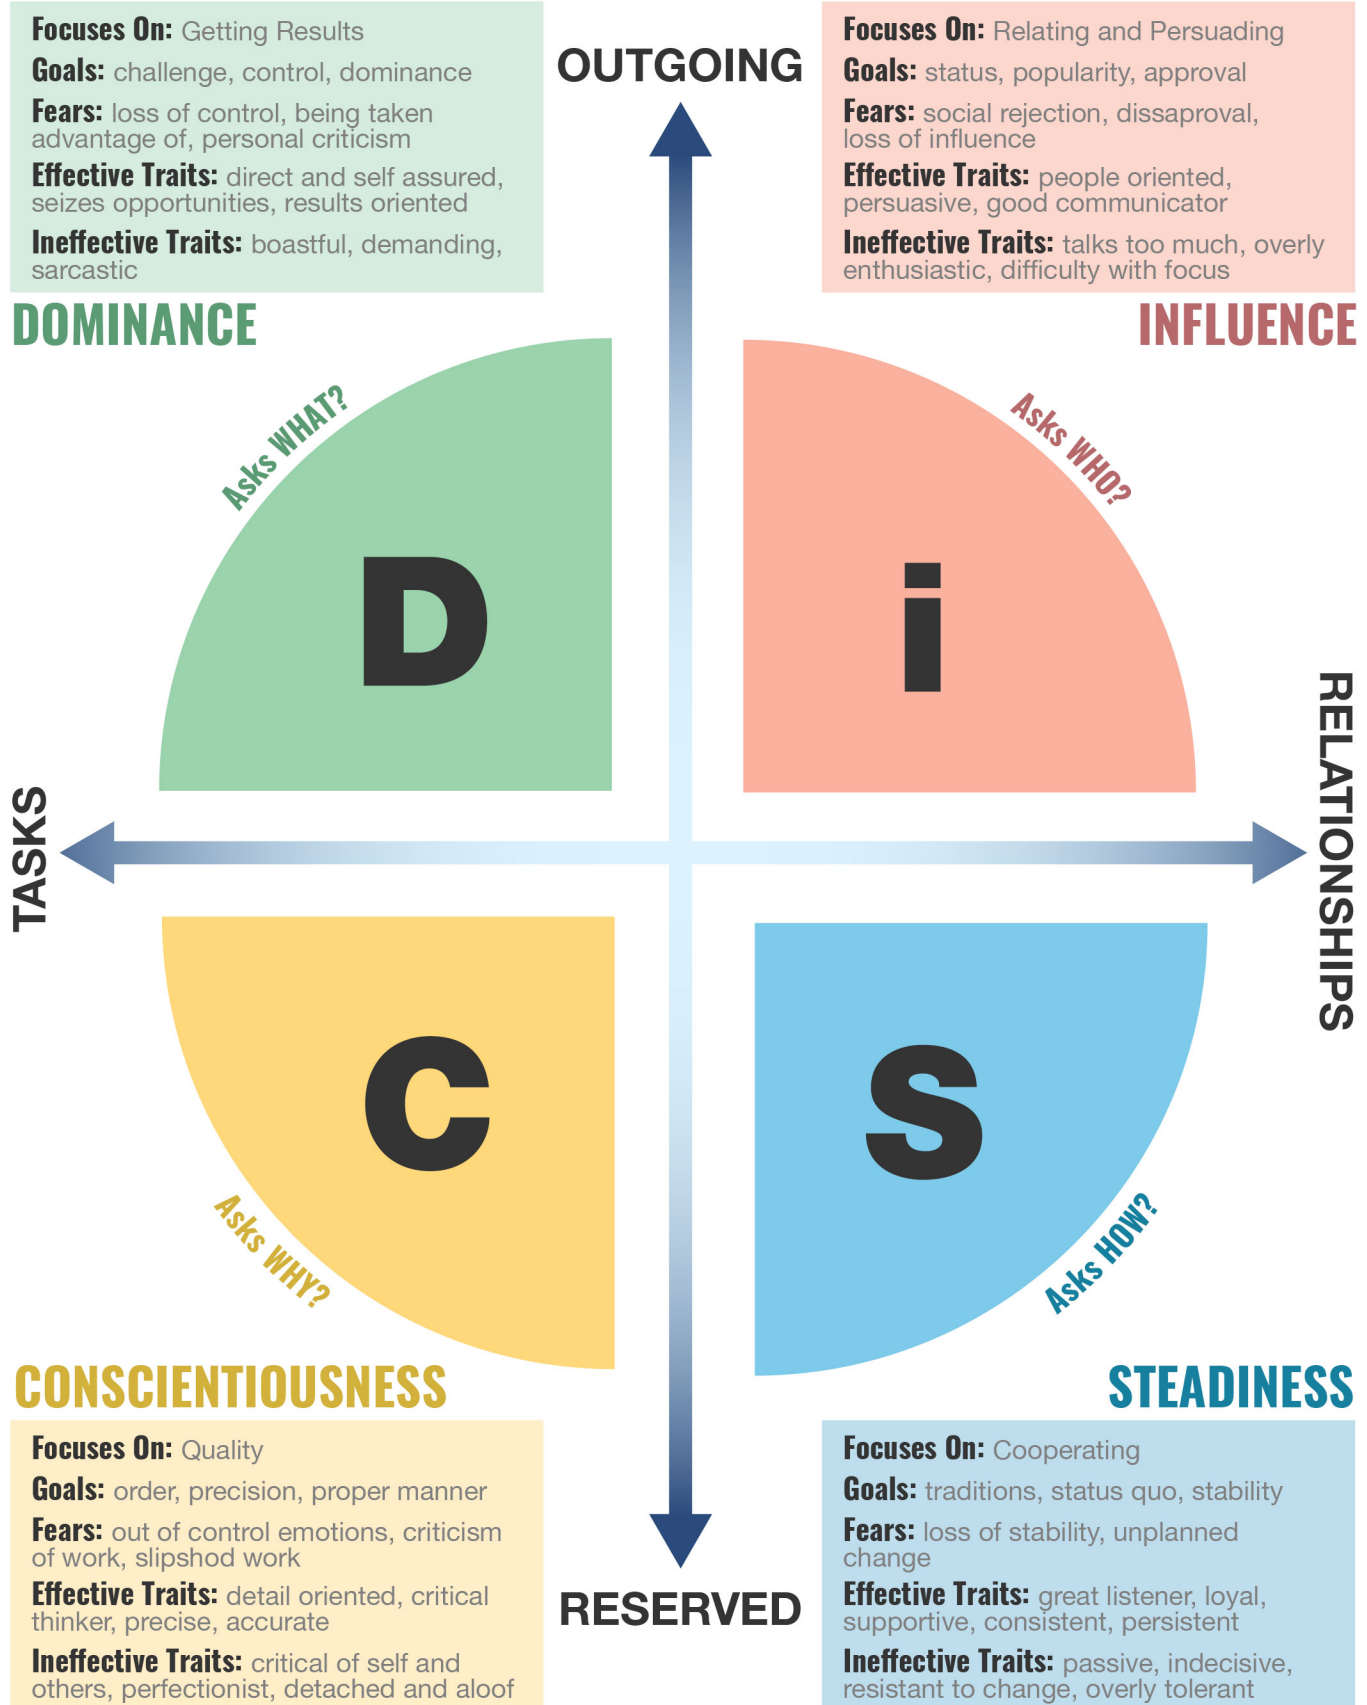 Focuses On: Getting Results
Goals: challenge, control, dominance
Fears: loss of control, being taken
advantage of, personal criticism
Effective Traits: direct and self assured,
seizes opportunities, results oriented
Ineffective Traits: boastful, demanding,
sarcastic
DOMINANCE
OUTGOING
Focuses On: Relating and Persuading
Goals: status, popularity, approval
Fears: social rejection, dissaproval,
loss of influence
Effective Traits: people oriented,
persuasive, good communicator
Ineffective Traits: talks too much, overly
enthusiastic, difficulty with focus
INFLUENCE
Asks WHAT?
D
Asks WHO?
i
TASKS
RELATIONSHIPS
C
Asks WHY?
S
Asks HOW?
CONSCIENTIOUSNESS
Focuses On: Quality
Goals: order, precision, proper manner
Fears: out of control emotions, criticism
of work, slipshod work
Effective Traits: detail oriented, critical
thinker, precise, accurate
Ineffective Traits: critical of self and
others, perfectionist, detached and aloof
RESERVED
STEADINESS
Focuses On: Cooperating
Goals: traditions, status quo, stability
Fears: loss of stability, unplanned
change
Effective Traits: great listener, loyal,
supportive, consistent, persistent
Ineffective Traits: passive, indecisive,
resistant to change, overly tolerant